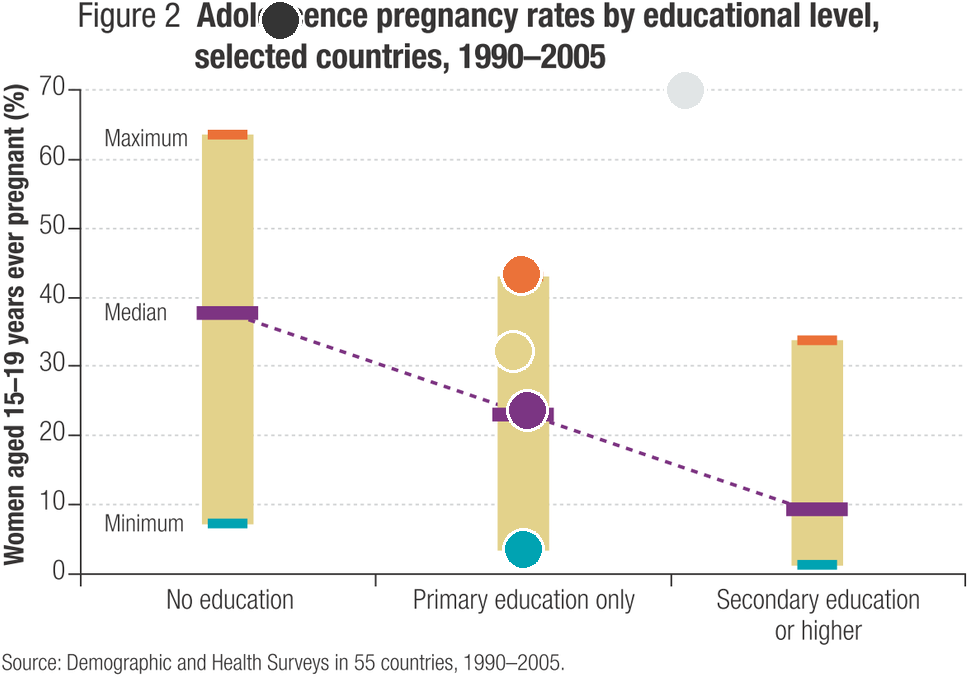 Figure 2 rates by educational level,
pregnancy
selected countries, 1990–2005
Women aged 15–19 years ever pregnant (%)
70
Maximum
60
50
40
Median
30
20
10
Minimum
0
No education
Primary education only
Secondary education
or higher
Source: Demographic and Health Surveys in 55 countries, 1990–2005.